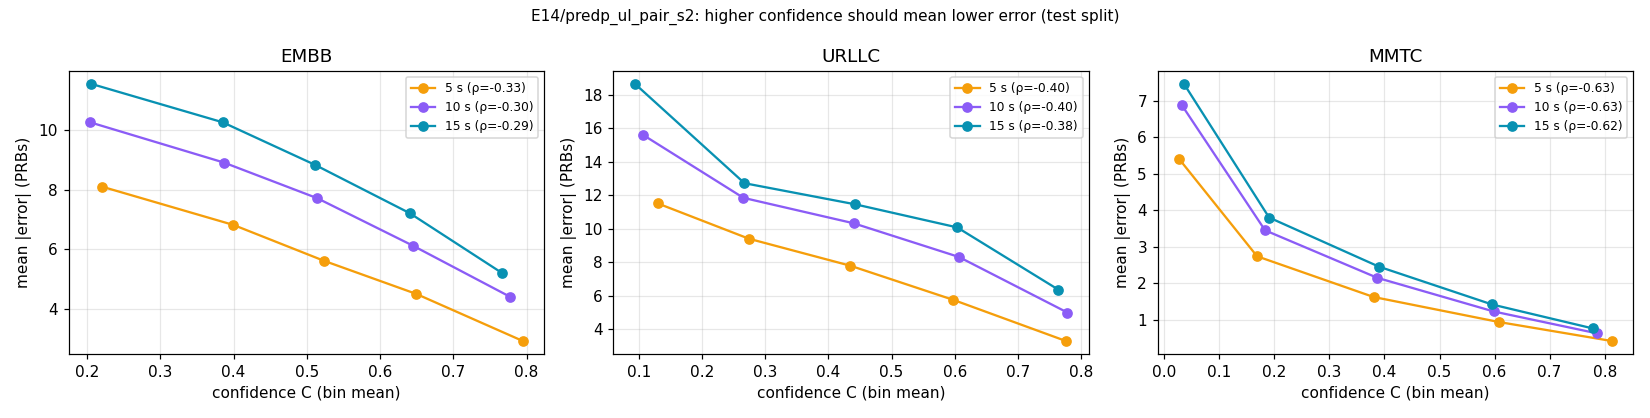 E14/predp_ul_pair_s2: higher confidence should mean lower error (test split)
EMBB
mean |error| (PRBs)
10
8
6
4
5 s (ρ=-0.33)
10 s (ρ=-0.30)
15 s (ρ=-0.29)
0.2 0.3 0.4 0.5 0.6 0.7 0.8
confidence C (bin mean)
URLLC
mean |error| (PRBs)
18
16
14
12
10
8
6
4
5 s (ρ=-0.40)
10 s (ρ=-0.40)
15 s (ρ=-0.38)
0.1 0.2 0.3 0.4 0.5 0.6 0.7 0.8
confidence C (bin mean)
MMTC
mean |error| (PRBs)
7
6
5
4
3
2
1
5 s (ρ=-0.63)
10 s (ρ=-0.63)
15 s (ρ=-0.62)
0.0 0.1 0.2 0.3 0.4 0.5 0.6 0.7 0.8
confidence C (bin mean)